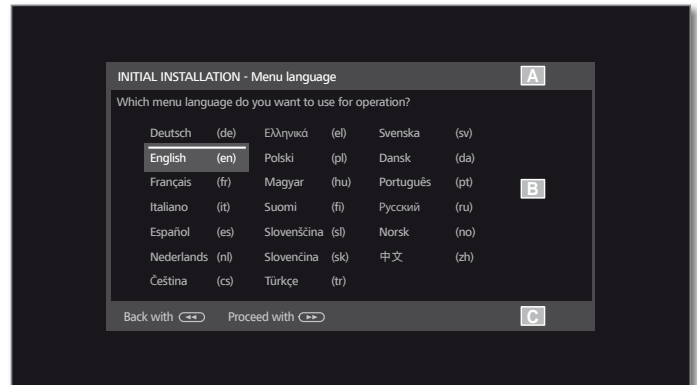 INITIAL INSTALLATION - Menu language A
Which menu language do you want to use for operation?
Deutsch (de) Ελληνικά (el) Svenska (sv)
English (en) Polski (pl) Dansk (da)
Français (fr) Magyar (hu) Português (pt) B
Italiano (it) Suomi (fi) Русский (ru)
Español (es) Slovenščina (sl) Norsk (no)
Nederlands (nl) Slovenčina (sk) 中文 (zh)
Čeština (cs) Türkçe (tr)
Back with ◄◄ Proceed with ►► C